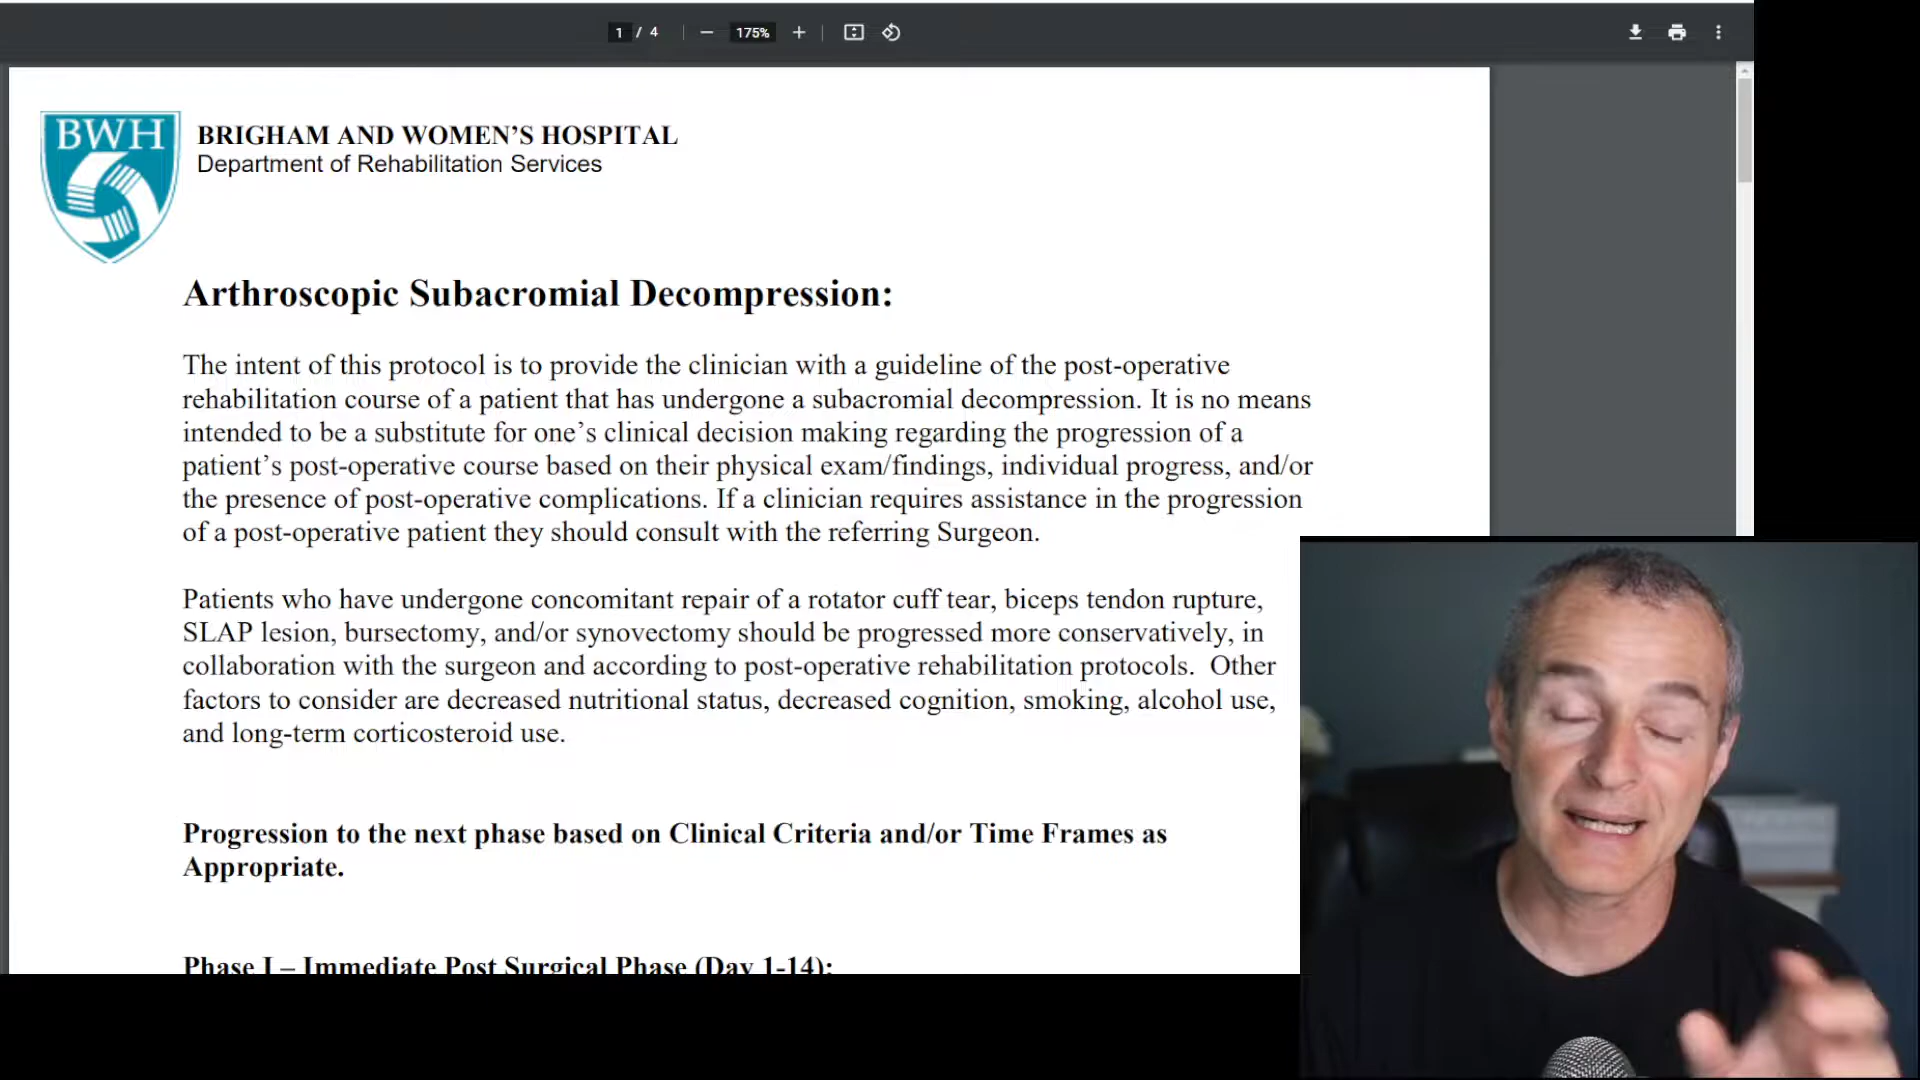 1 / 4
175%
BWH
BRIGHAM AND WOMEN’S HOSPITAL
Department of Rehabilitation Services
Arthroscopic Subacromial Decompression:
The intent of this protocol is to provide the clinician with a guideline of the post-operative
rehabilitation course of a patient that has undergone a subacromial decompression. It is no means
intended to be a substitute for one’s clinical decision making regarding the progression of a
patient’s post-operative course based on their physical exam/findings, individual progress, and/or
the presence of post-operative complications. If a clinician requires assistance in the progression
of a post-operative patient they should consult with the referring Surgeon.
Patients who have undergone concomitant repair of a rotator cuff tear, biceps tendon rupture,
SLAP lesion, bursectomy, and/or synovectomy should be progressed more conservatively, in
collaboration with the surgeon and according to post-operative rehabilitation protocols.  Other
factors to consider are decreased nutritional status, decreased cognition, smoking, alcohol use,
and long-term corticosteroid use.
Progression to the next phase based on Clinical Criteria and/or Time Frames as
Appropriate.
Phase I – Immediate Post Surgical Phase (Day 1-14):